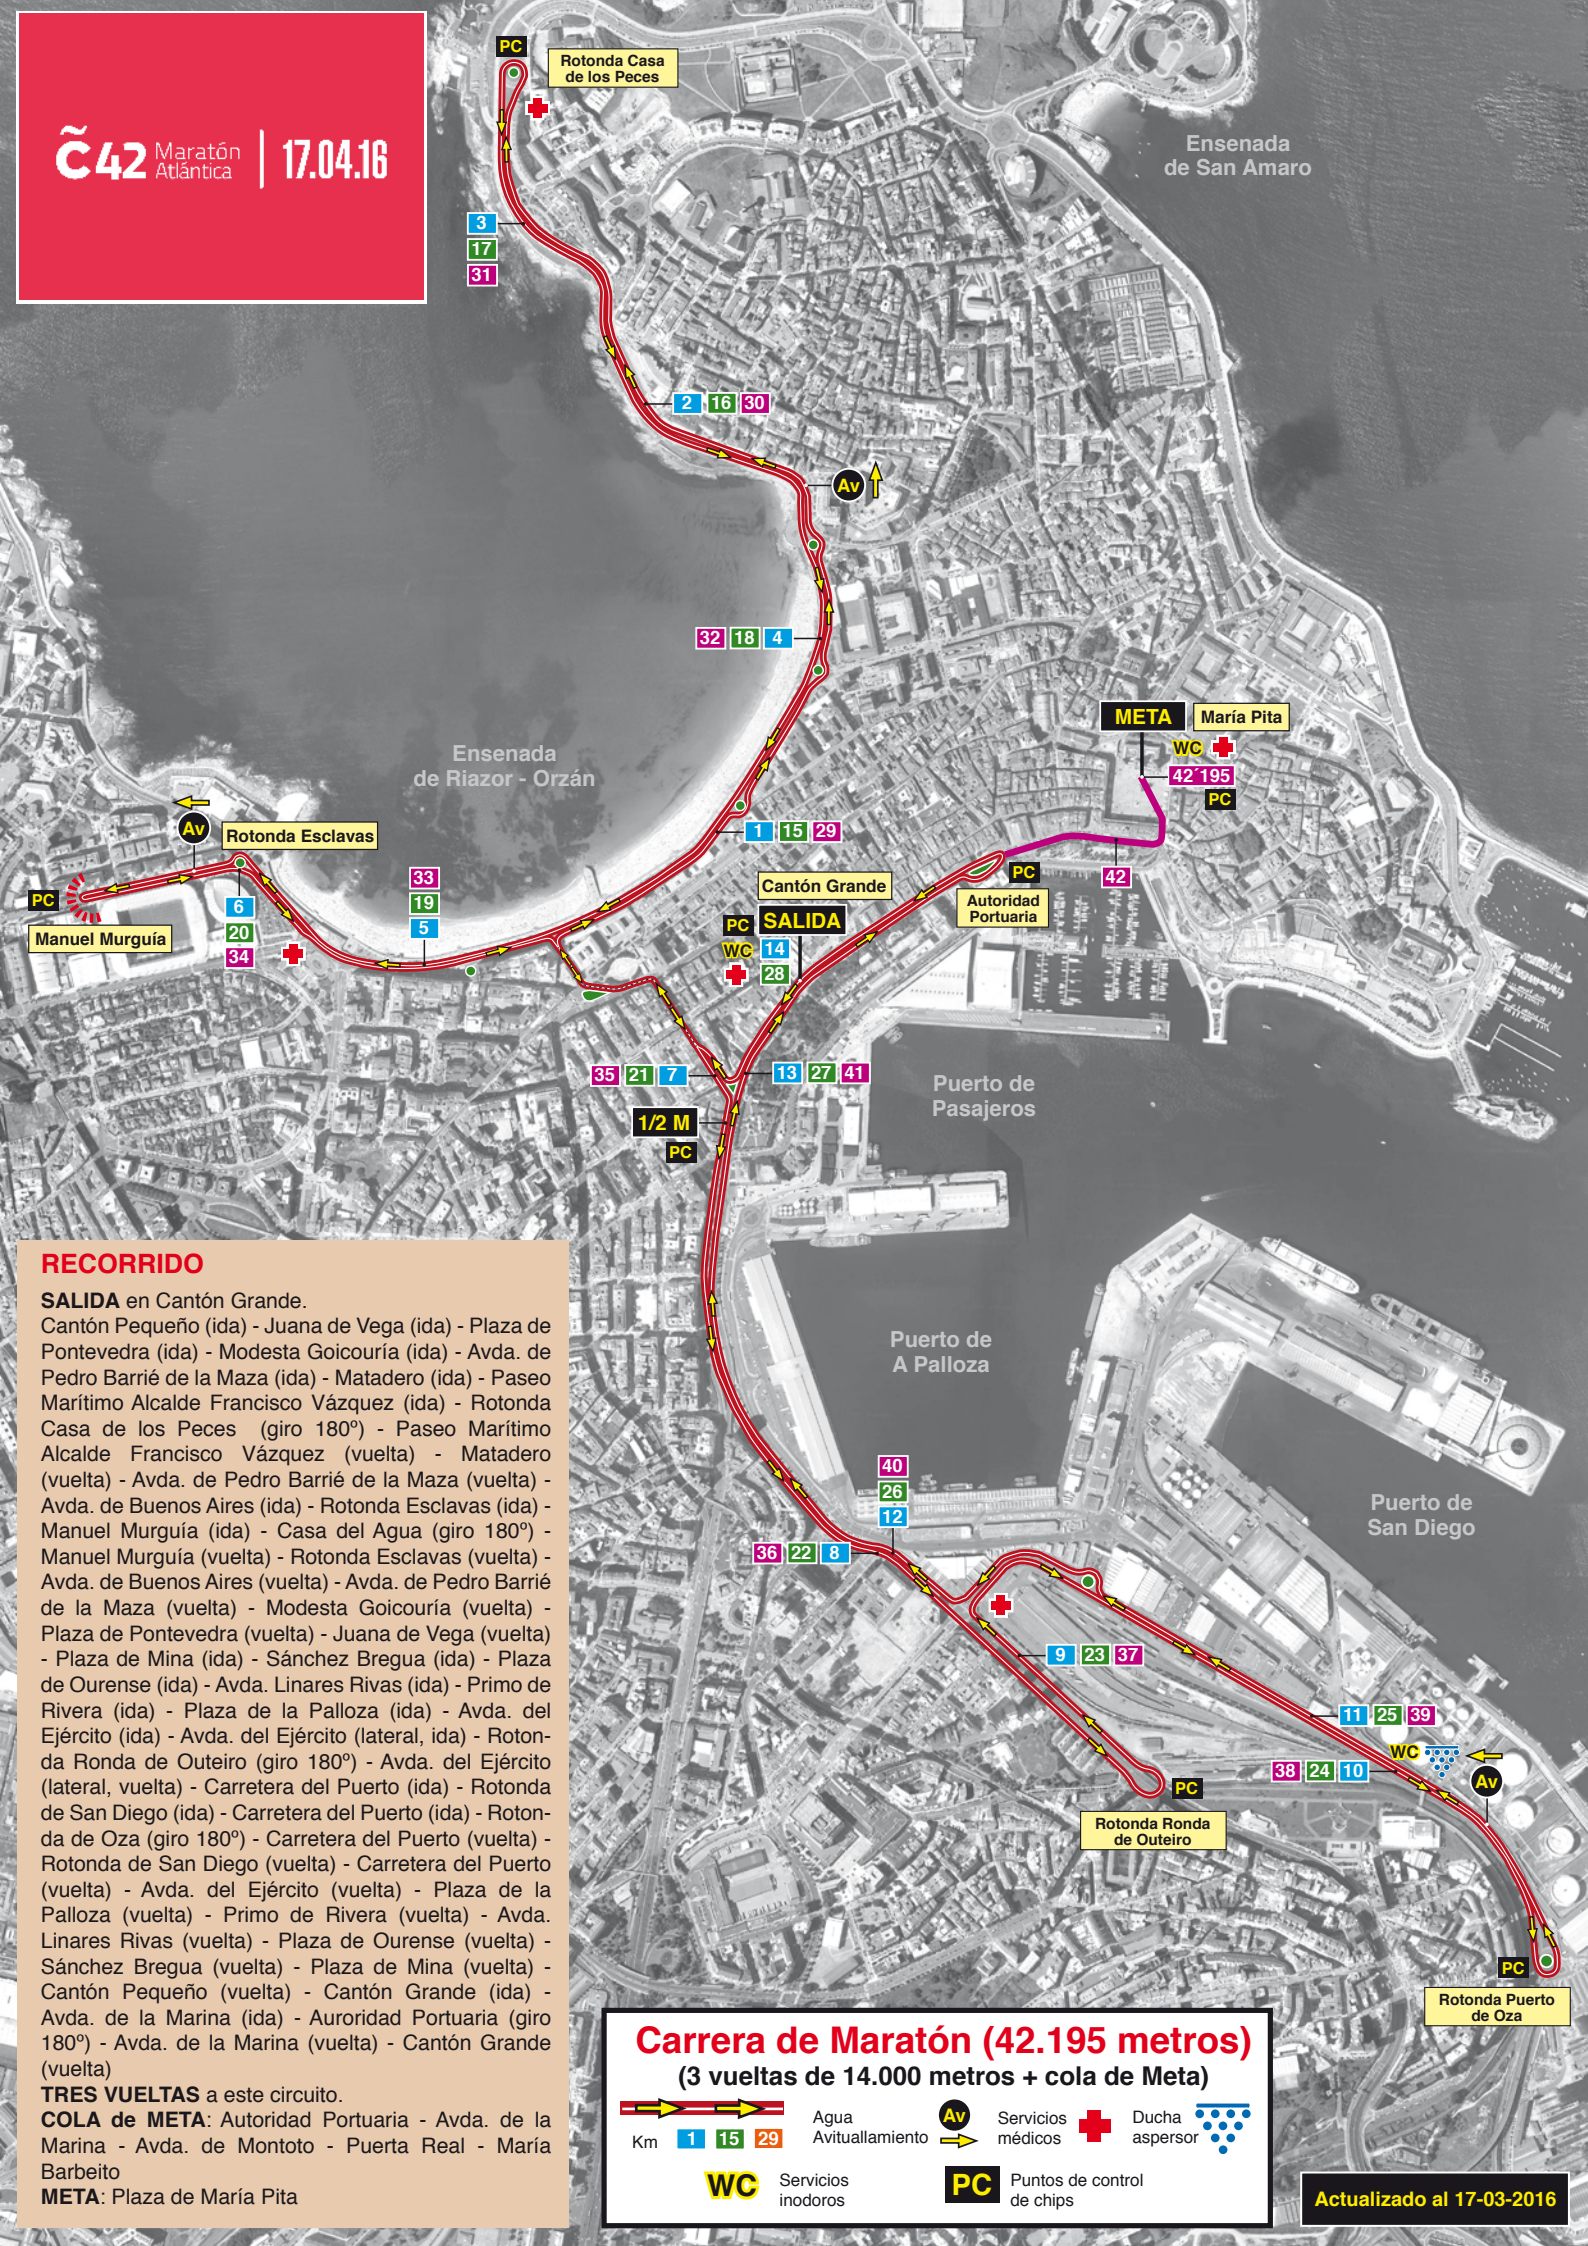 C̃42 Maratón Atlántica | 17.04.16
PC
Rotonda Casa
de los Peces
Ensenada
de San Amaro
3
17
31
2 16 30
Av
32 18 4
Ensenada
de Riazor - Orzán
META
María Pita
WC
42´195
PC
Av
Rotonda Esclavas
1 15 29
33
19
5
PC
6
20
34
Manuel Murguía
Cantón Grande
PC SALIDA
WC 14
28
PC
42
Autoridad
Portuaria
35 21 7
13 27 41
1/2 M
PC
Puerto de
Pasajeros
Puerto de
A Palloza
Puerto de
San Diego
40
26
12
36 22 8
9 23 37
11 25 39
WC
38 24 10
Av
PC
Rotonda Ronda
de Outeiro
PC
Rotonda Puerto
de Oza
RECORRIDO
SALIDA en Cantón Grande.
Cantón Pequeño (ida) - Juana de Vega (ida) - Plaza de
Pontevedra (ida) - Modesta Goicouría (ida) - Avda. de
Pedro Barrié de la Maza (ida) - Matadero (ida) - Paseo
Marítimo Alcalde Francisco Vázquez (ida) - Rotonda
Casa de los Peces (giro 180º) - Paseo Marítimo
Alcalde Francisco Vázquez (vuelta) - Matadero
(vuelta) - Avda. de Pedro Barrié de la Maza (vuelta) -
Avda. de Buenos Aires (ida) - Rotonda Esclavas (ida) -
Manuel Murguía (ida) - Casa del Agua (giro 180º) -
Manuel Murguía (vuelta) - Rotonda Esclavas (vuelta) -
Avda. de Buenos Aires (vuelta) - Avda. de Pedro Barrié
de la Maza (vuelta) - Modesta Goicouría (vuelta) -
Plaza de Pontevedra (vuelta) - Juana de Vega (vuelta)
- Plaza de Mina (ida) - Sánchez Bregua (ida) - Plaza
de Ourense (ida) - Avda. Linares Rivas (ida) - Primo de
Rivera (ida) - Plaza de la Palloza (ida) - Avda. del
Ejército (ida) - Avda. del Ejército (lateral, ida) - Roton-
da Ronda de Outeiro (giro 180º) - Avda. del Ejército
(lateral, vuelta) - Carretera del Puerto (ida) - Rotonda
de San Diego (ida) - Carretera del Puerto (ida) - Roton-
da de Oza (giro 180º) - Carretera del Puerto (vuelta) -
Rotonda de San Diego (vuelta) - Carretera del Puerto
(vuelta) - Avda. del Ejército (vuelta) - Plaza de la
Palloza (vuelta) - Primo de Rivera (vuelta) - Avda.
Linares Rivas (vuelta) - Plaza de Ourense (vuelta) -
Sánchez Bregua (vuelta) - Plaza de Mina (vuelta) -
Cantón Pequeño (vuelta) - Cantón Grande (ida) -
Avda. de la Marina (ida) - Auroridad Portuaria (giro
180º) - Avda. de la Marina (vuelta) - Cantón Grande
(vuelta)
TRES VUELTAS a este circuito.
COLA de META: Autoridad Portuaria - Avda. de la
Marina - Avda. de Montoto - Puerta Real - María
Barbeito
META: Plaza de María Pita
Carrera de Maratón (42.195 metros)
(3 vueltas de 14.000 metros + cola de Meta)
Km 1 15 29
Agua
Avituallamiento
Av
Servicios
médicos
Ducha
aspersor
WC
Servicios
inodoros
PC
Puntos de control
de chips
Actualizado al 17-03-2016